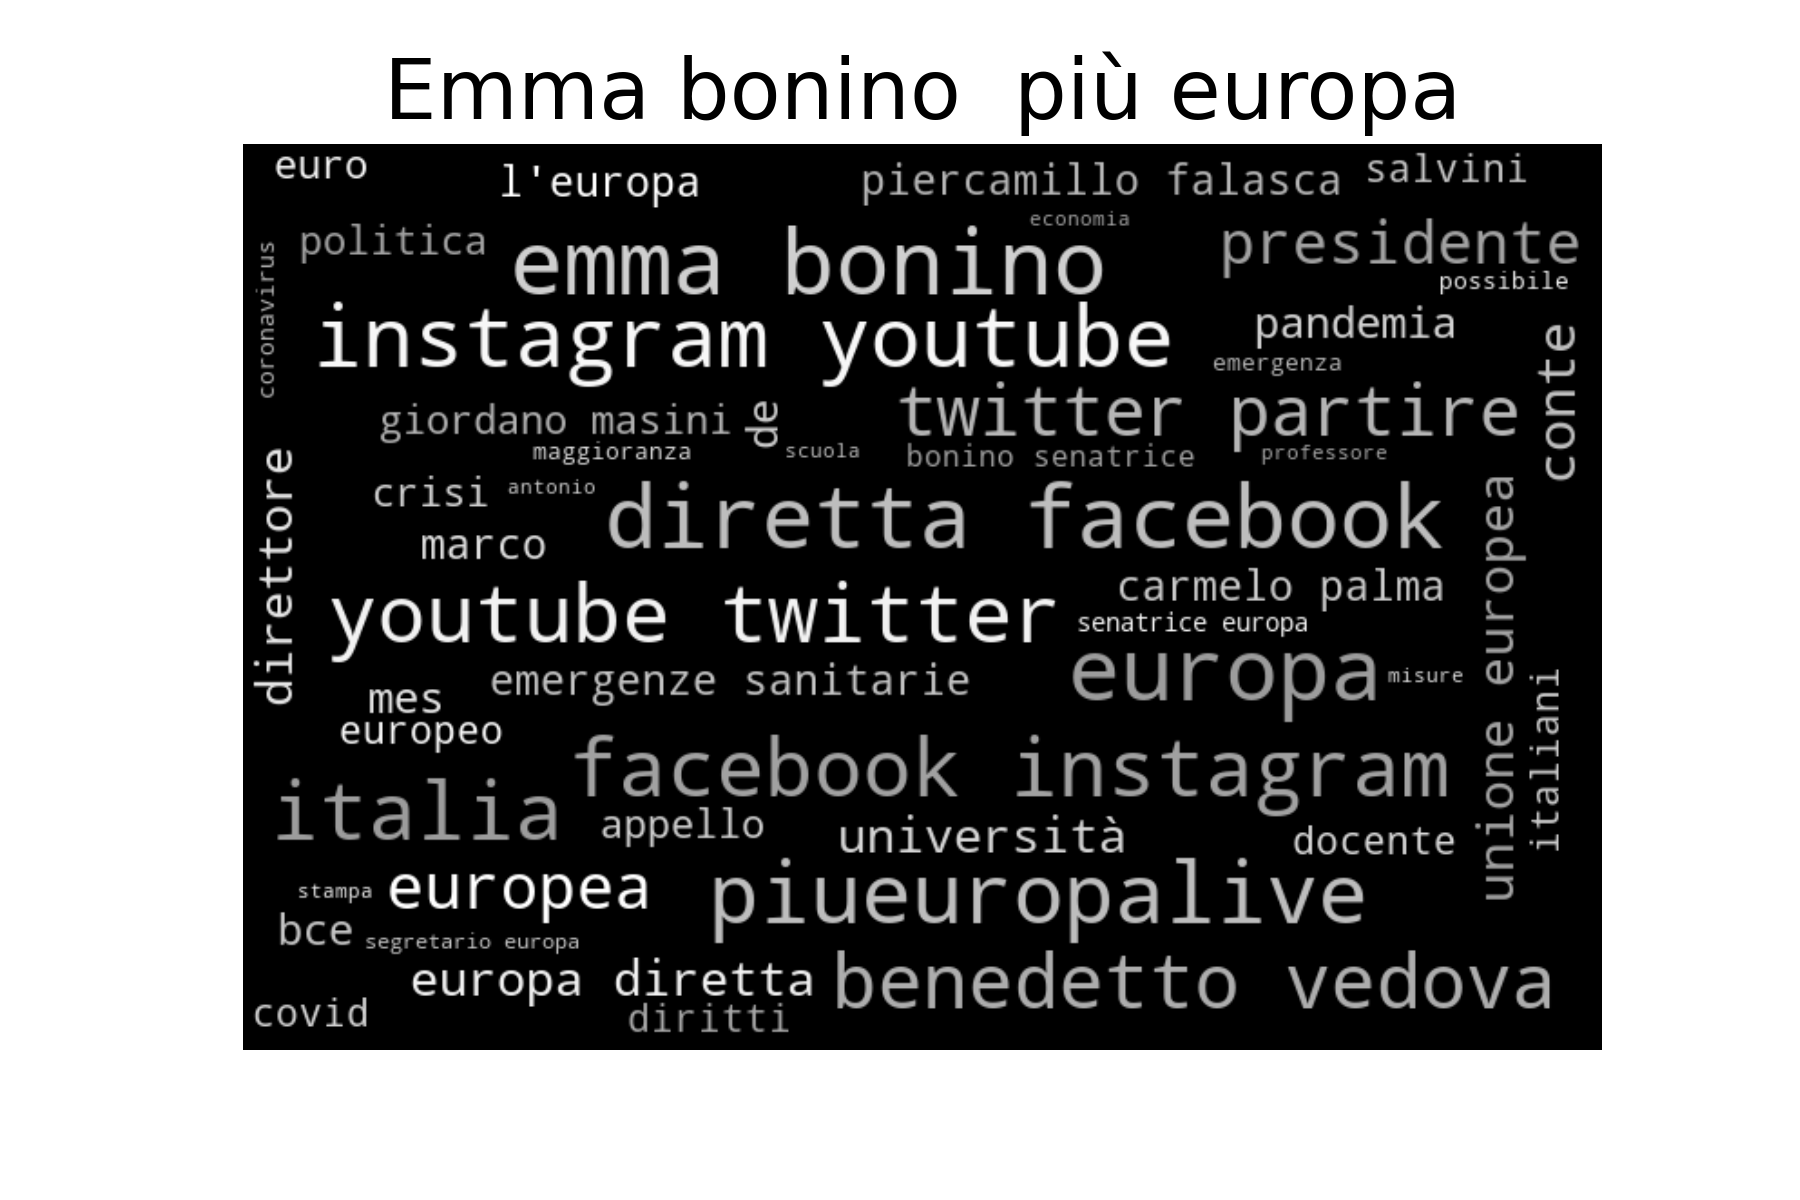 Emma bonino  più europa
euro
l'europa
piercamillo falasca
salvini
economia
politica
emma bonino
presidente
coronavirus
possibile
instagram youtube
pandemia
conte
emergenza
giordano masini
de
twitter partire
maggioranza
scuola
bonino senatrice
professore
direttore
crisi
antonio
diretta facebook
unione europea
marco
youtube twitter
carmelo palma
senatrice europa
europa
misure
emergenze sanitarie
mes
italiani
europeo
facebook instagram
italia
appello
università
docente
stampa
europea
piueuropalive
bce
segretario europa
europa diretta
benedetto vedova
covid
diritti